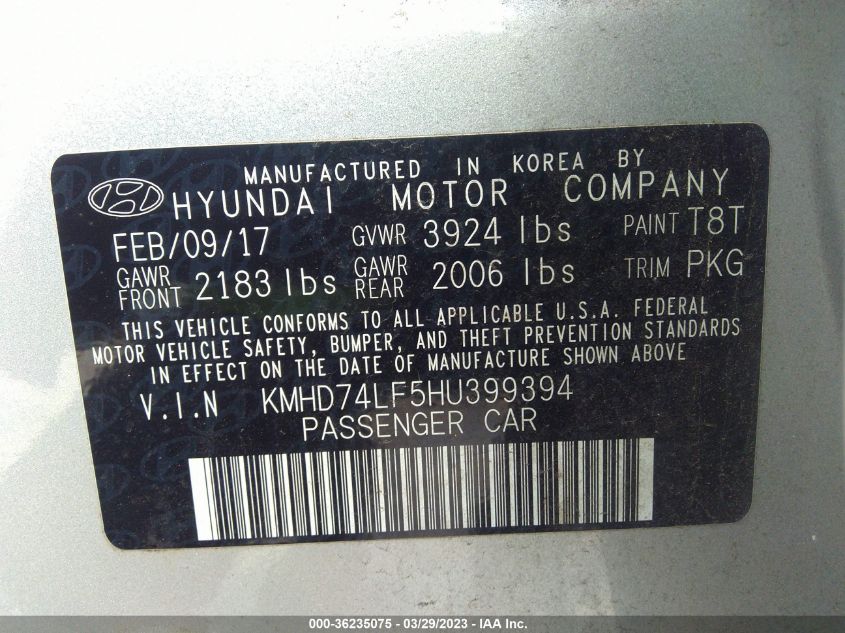 MANUFACTURED IN KOREA BY
HYUNDAI MOTOR COMPANY
FEB/09/17 GVWR 3924 lbs PAINT T8T
GAWR FRONT 2183 lbs GAWR REAR 2006 lbs TRIM PKG
THIS VEHICLE CONFORMS TO ALL APPLICABLE U.S.A. FEDERAL
MOTOR VEHICLE SAFETY, BUMPER, AND THEFT PREVENTION STANDARDS
IN EFFECT ON THE DATE OF MANUFACTURE SHOWN ABOVE
V.I.N KMHD74LF5HU399394
PASSENGER CAR
000-36235075 - 03/29/2023 - IAA Inc.